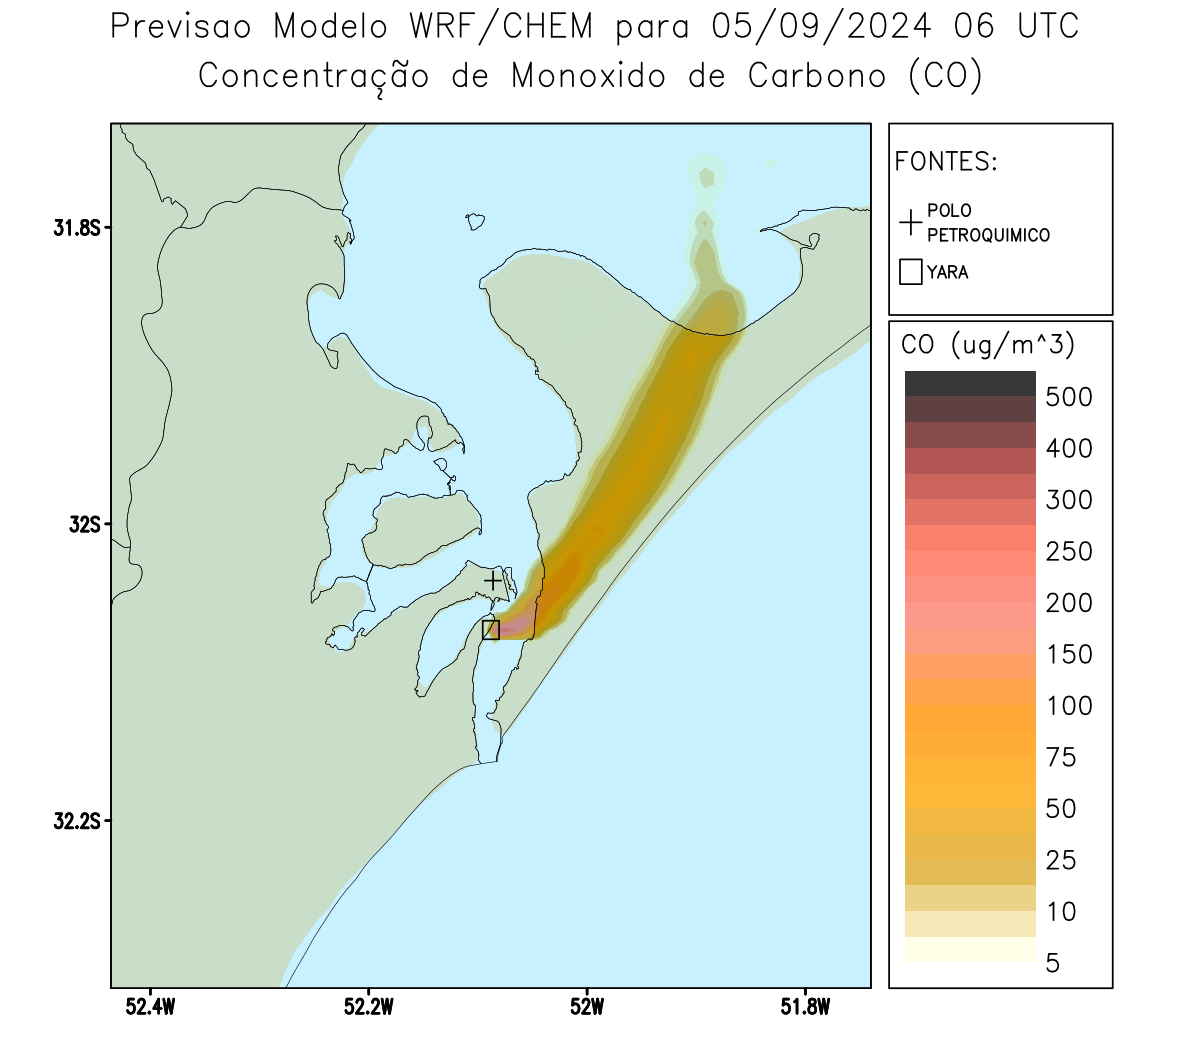 Previsao Modelo WRF/CHEM para 05/09/2024 06 UTC
Concentração de Monoxido de Carbono (CO)
FONTES:
POLO
PETROQUIMICO
YARA
CO (ug/m^3)
500
400
300
250
200
150
100
75
50
25
10
5
31.8S
32S
32.2S
52.4W
52.2W
52W
51.8W